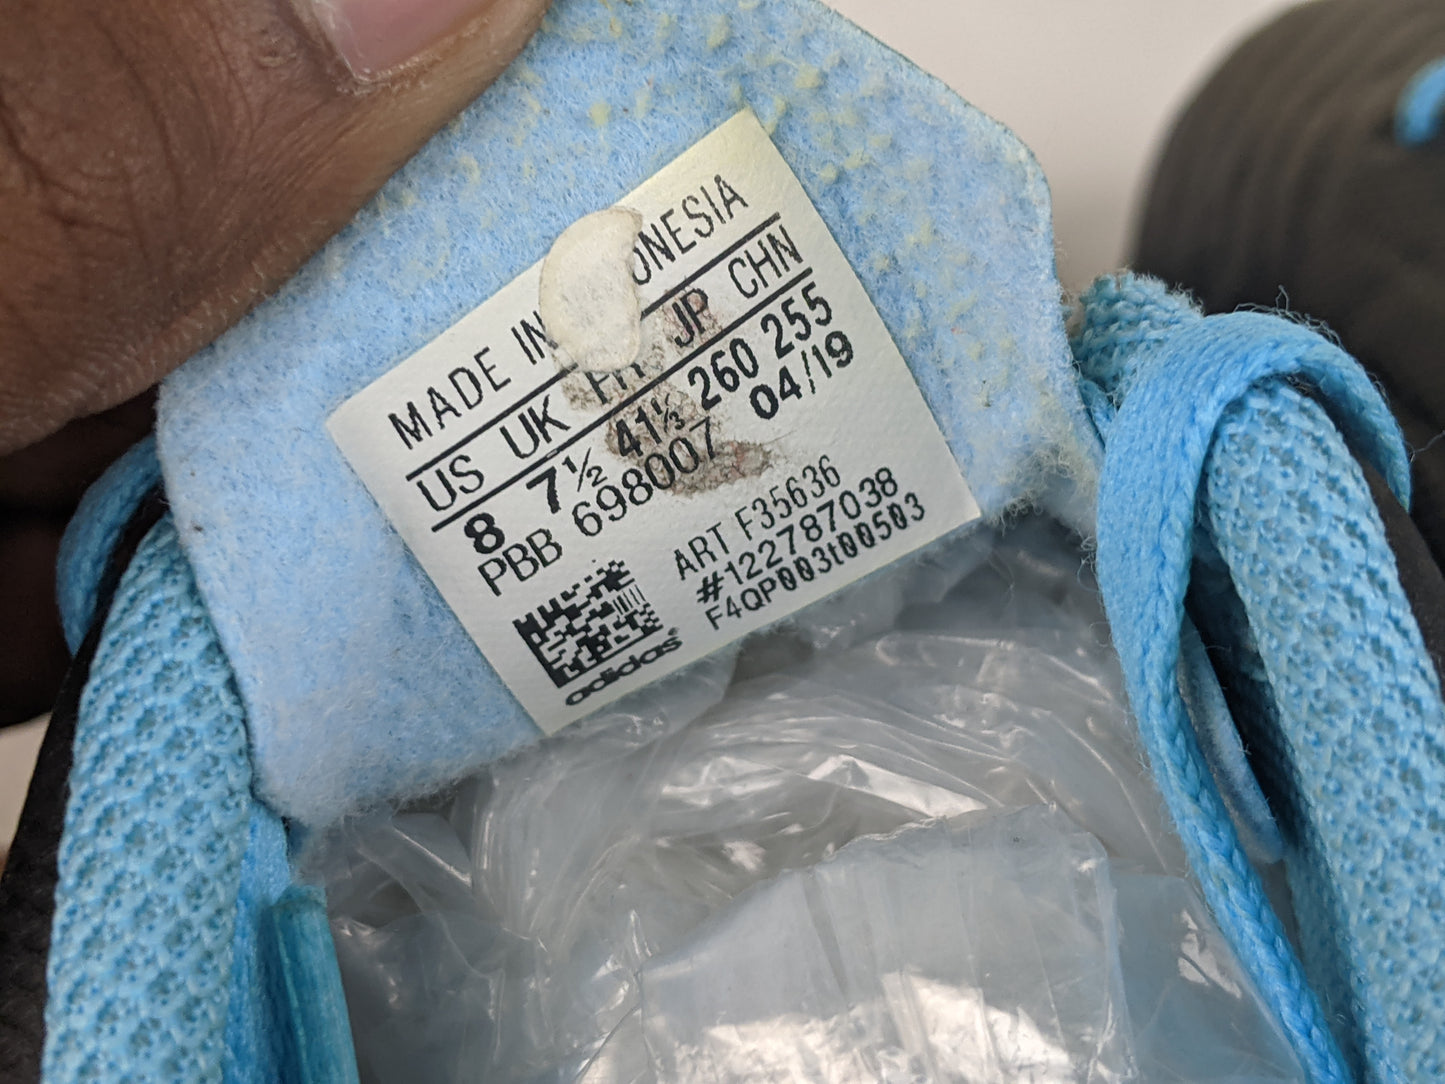 MADE IN ONESIA
US UK FR JP CHN
8 7½ 41⅓ 260 255
PBB 698007 04/19
ART F35636
#122787038
F4QP003t00503
adidas®